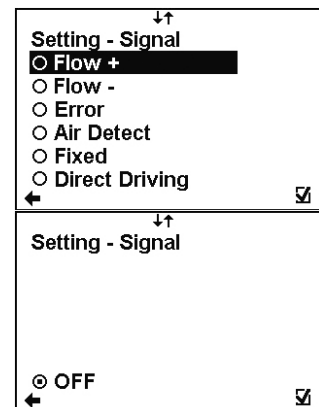 Setting - Signal
Flow +
Flow -
Error
Air Detect
Fixed
Direct Driving
Setting - Signal
OFF